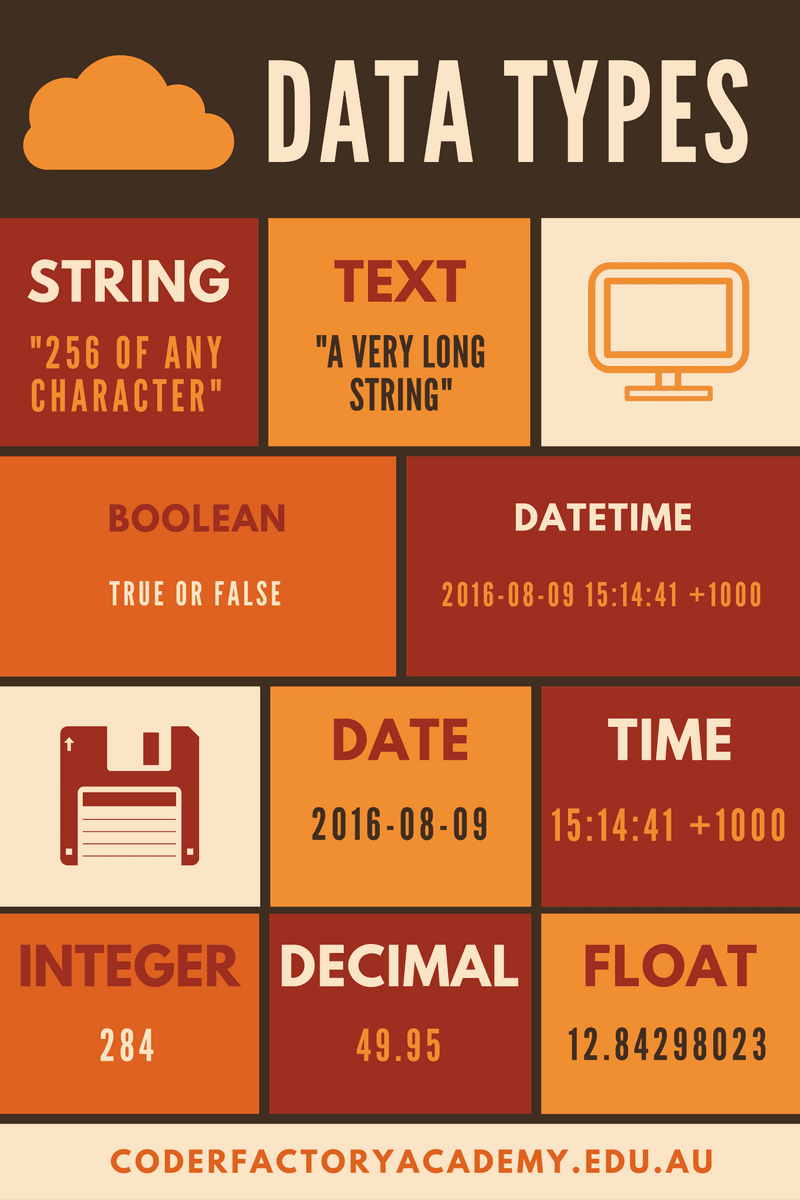 DATA TYPES
STRING
"256 OF ANY
CHARACTER"
TEXT
"A VERY LONG
STRING"
BOOLEAN
TRUE OR FALSE
DATETIME
2016-08-09 15:14:41 +1000
DATE
2016-08-09
TIME
15:14:41 +1000
INTEGER
284
DECIMAL
49.95
FLOAT
12.84298023
CODERFACTORYACADEMY.EDU.AU